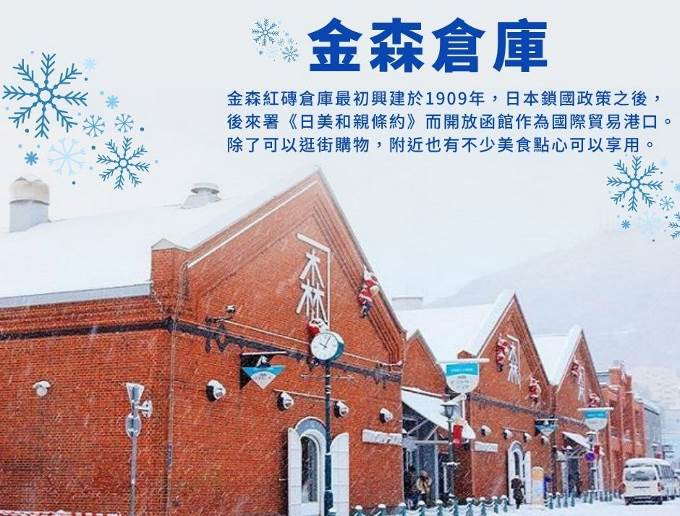 金森倉庫
金森紅磚倉庫最初興建於1909年，日本鎖國政策之後，
後來署《日美和親條約》而開放函館作為國際貿易港口。
除了可以逛街購物，附近也有不少美食點心可以享用。
森
森